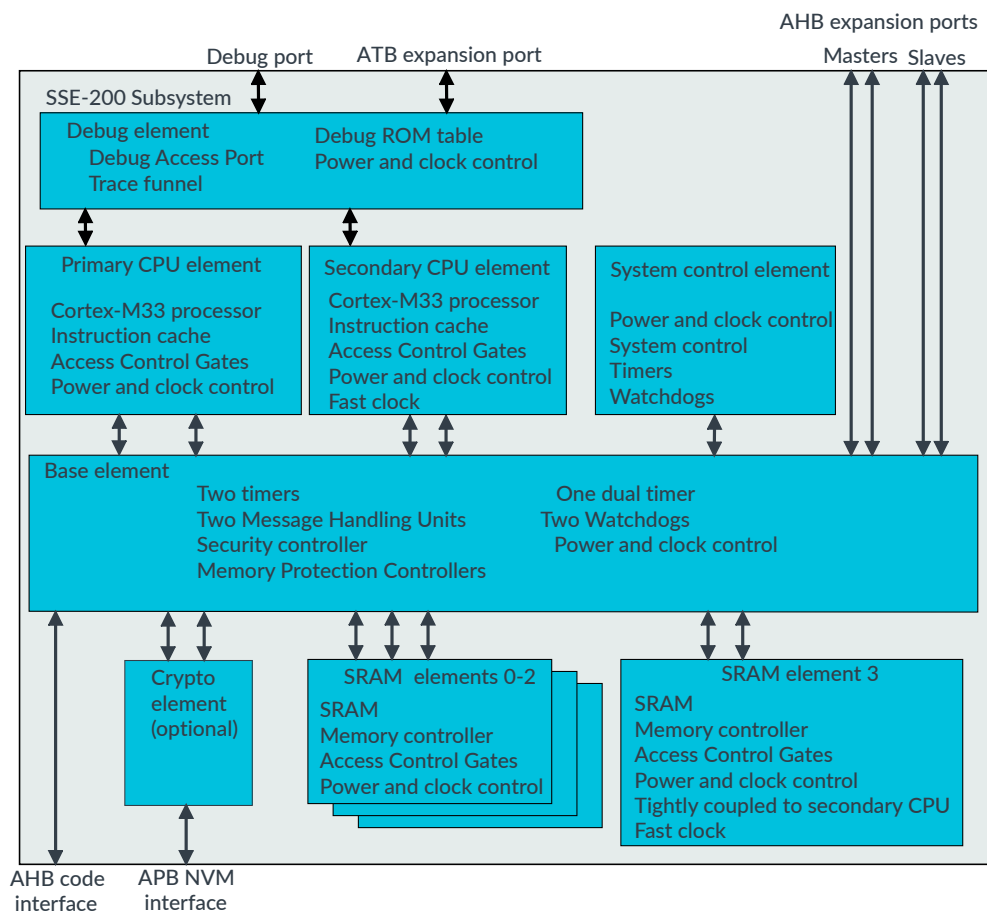 AHB expansion ports
Debug port
ATB expansion port
Masters
Slaves
SSE-200 Subsystem
Debug element
Debug Access Port
Trace funnel
Debug ROM table
Power and clock control
Primary CPU element
Cortex-M33 processor
Instruction cache
Access Control Gates
Power and clock control
Secondary CPU element
Cortex-M33 processor
Instruction cache
Access Control Gates
Power and clock control
Fast clock
System control element
Power and clock control
System control
Timers
Watchdogs
Base element
Two timers
Two Message Handling Units
Security controller
Memory Protection Controllers
One dual timer
Two Watchdogs
Power and clock control
Crypto
element
(optional)
SRAM elements 0-2
SRAM
Memory controller
Access Control Gates
Power and clock control
SRAM element 3
SRAM
Memory controller
Access Control Gates
Power and clock control
Tightly coupled to secondary CPU
Fast clock
AHB code
interface
APB NVM
interface